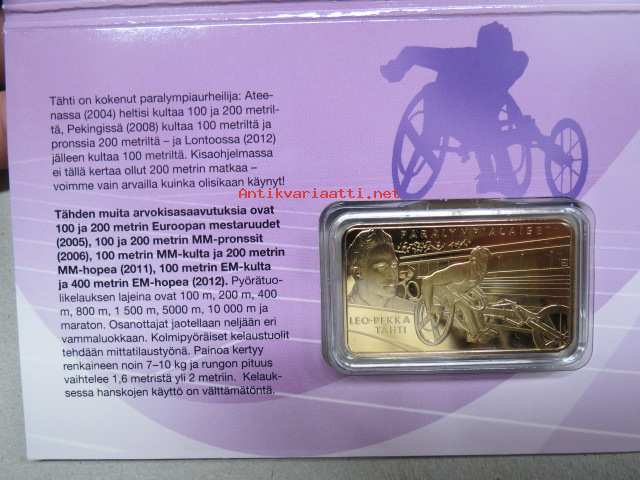 Tähti on kokenut paralympiaurheilija: Atee-
nassa (2004) heltisi kultaa 100 ja 200 metril-
tä, Pekingissä (2008) kultaa 100 metriltä ja
pronssia 200 metriltä – ja Lontoossa (2012)
jälleen kultaa 100 metriltä. Kisaohjelmassa
ei tällä kertaa ollut 200 metrin matkaa –
voimme vain arvailla kuinka olisikaan käynyt!
Tähden muita arvokisasaavutuksia ovat
100 ja 200 metrin Euroopan mestaruudet
(2005), 100 ja 200 metrin MM-pronssit
(2006), 100 metrin MM-kulta ja 200 metrin
MM-hopea (2011), 100 metrin EM-kulta
ja 400 metrin EM-hopea (2012). Pyörätuo-
likelauksen lajeina ovat 100 m, 200 m, 400
m, 800 m, 1 500 m, 5000 m, 10 000 m ja
maraton. Osanottajat jaotellaan neljään eri
vammaluokkaan. Kolmipyöräiset kelaustuolit
tehdään mittatilaustyönä. Painoa kertyy
renkaineen noin 7–10 kg ja rungon pituus
vaihtelee 1,6 metristä yli 2 metriin. Kelauk-
sessa hanskojen käyttö on välttämätöntä.
Antikvariaatti.net
PARALYMPIALAISET
LEO-PEKKA
TÄHTI